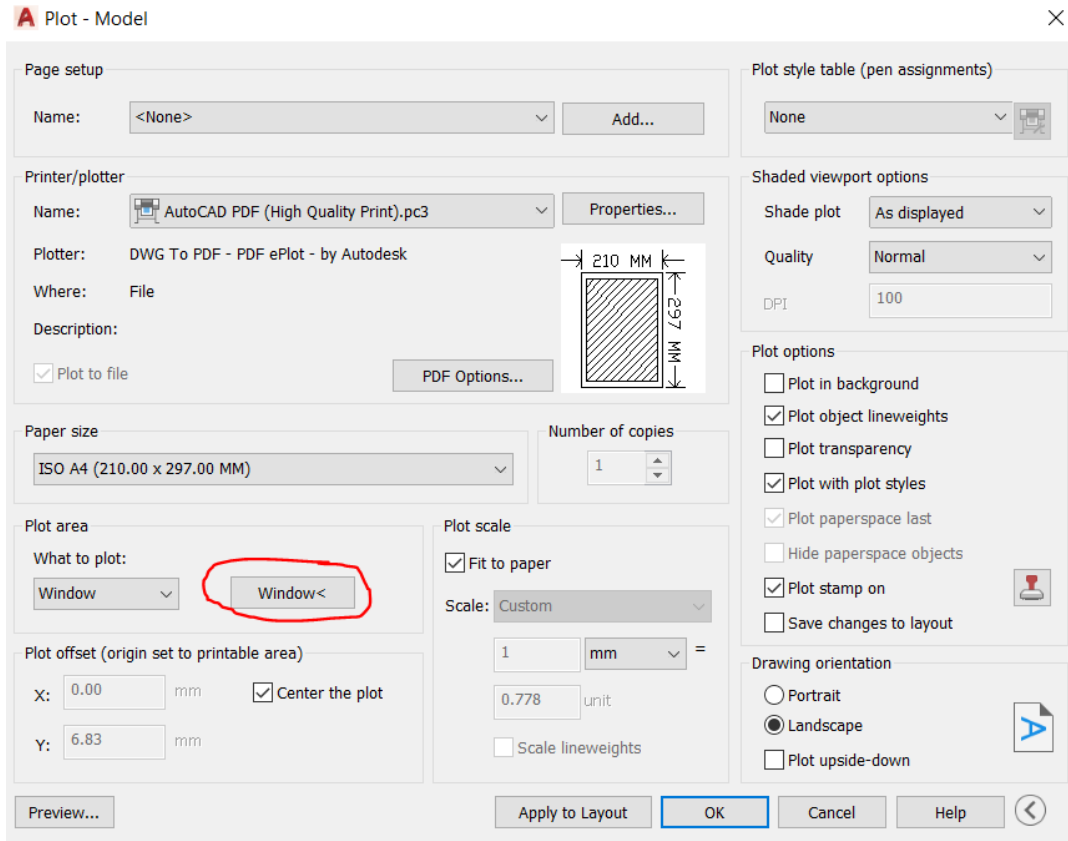 Plot - Model
Page setup
Name: <None> Add...
Plot style table (pen assignments)
None
Printer/plotter
Name: AutoCAD PDF (High Quality Print).pc3 Properties...
Plotter: DWG To PDF - PDF ePlot - by Autodesk
Where: File
Description:
Plot to file
PDF Options...
210 MM
297 MM
Shaded viewport options
Shade plot As displayed
Quality Normal
DPI 100
Paper size
ISO A4 (210.00 x 297.00 MM)
Number of copies
1
Plot options
Plot in background
Plot object lineweights
Plot transparency
Plot with plot styles
Plot paperspace last
Hide paperspace objects
Plot stamp on
Save changes to layout
Plot area
What to plot:
Window Window<
Plot scale
Fit to paper
Scale: Custom
1 mm =
0.778 unit
Scale lineweights
Plot offset (origin set to printable area)
X: 0.00 mm Center the plot
Y: 6.83 mm
Drawing orientation
Portrait
Landscape
Plot upside-down
A
Preview... Apply to Layout OK Cancel Help